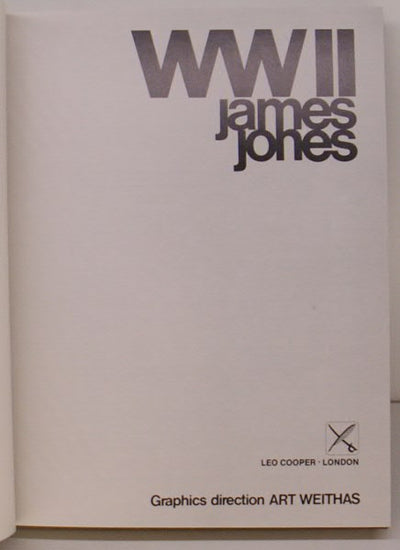 WWII
james
jones
LEO COOPER · LONDON
Graphics direction ART WEITHAS